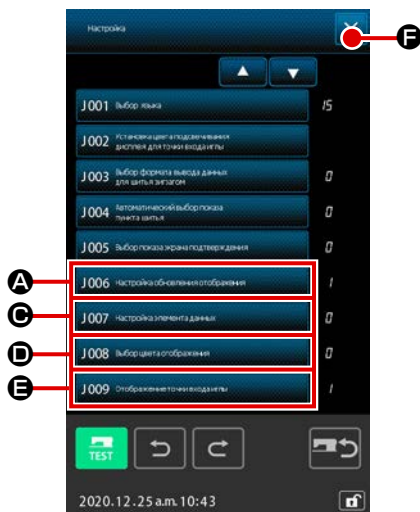 Настройка
F
J001 Выбор языка 15
J002 Установка цвета подсвечивания
дисплея для точки входа иглы
J003 Выбор формата вывода данных
для шитья зигзагом 0
J004 Автоматический выбор показа
пункта шитья 0
J005 Выбор показа экрана подтверждения 0
A J006 Настройка обновления отображения 1
C J007 Настройка элемента данных 0
D J008 Выбор цвета отображения 0
E J009 Отображение точки входа иглы 1
TEST
2020.12.25 a.m. 10:43